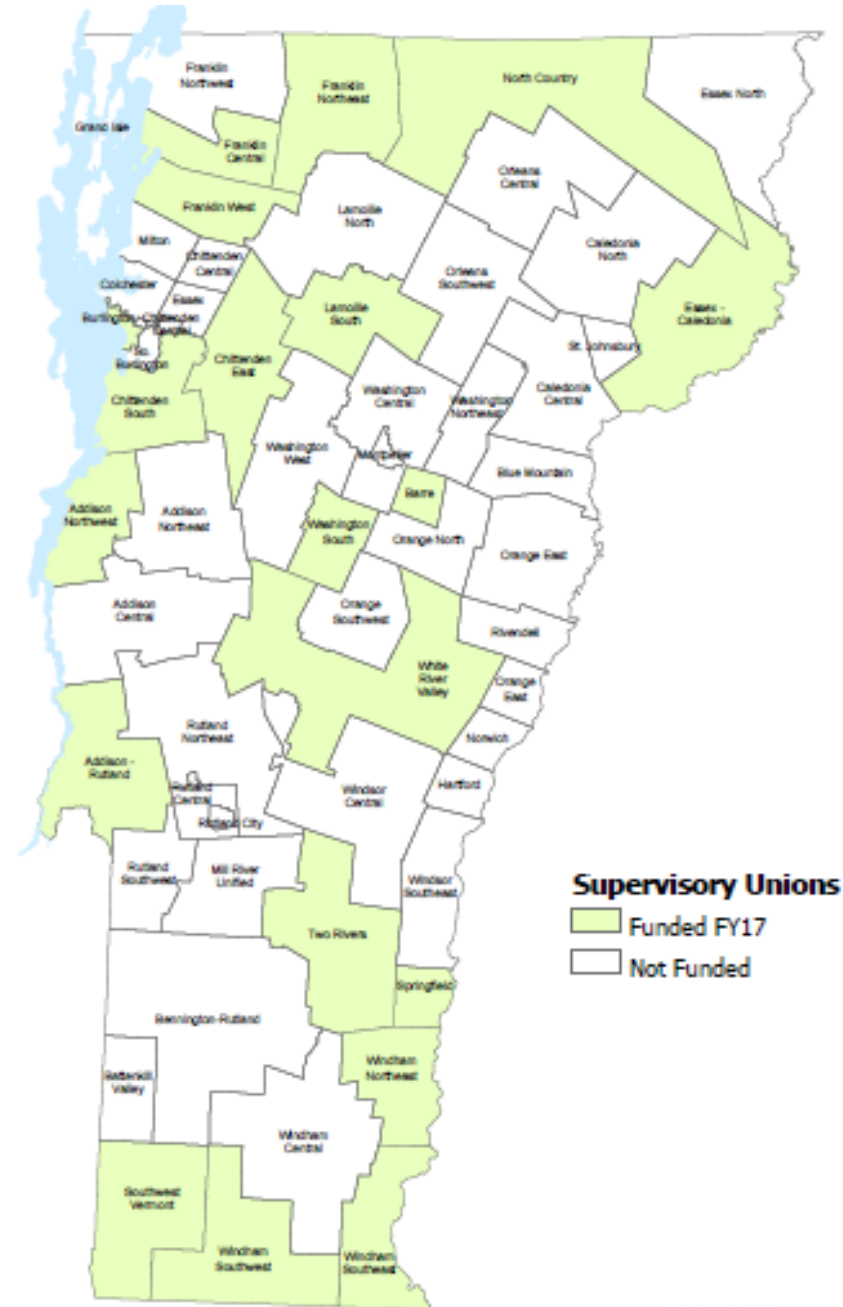 Franklin
Northwest
Franklin
Northeast
North Country
Essex North
Grand Isle
Franklin
Central
Orleans
Central
Franklin West
Lamoille
North
Milton
Chittenden
Central
Caledonia
North
Orleans
Southwest
Colchester
Essex
Burlington
Chittenden
Central
Lamoille
South
Essex -
Caledonia
So.
Burlington
Chittenden
East
St. Johnsbury
Chittenden
South
Washington
Central
Washington
Northeast
Caledonia
Central
Washington
West
Montpelier
Blue Mountain
Barre
Addison
Northwest
Addison
Northeast
Washington
South
Orange North
Orange East
Addison
Central
Orange
Southwest
Rivendell
White
River
Valley
Orange
East
Rutland
Northeast
Norwich
Addison -
Rutland
Rutland
Central
Windsor
Central
Hartford
Rutland City
Rutland
Southwest
Mill River
Unified
Windsor
Southeast
Supervisory Unions
Funded FY17
Not Funded
Two Rivers
Springfield
Bennington-Rutland
Windham
Northeast
Battenkill
Valley
Windham
Central
Southwest
Vermont
Windham
Southwest
Windham
Southeast